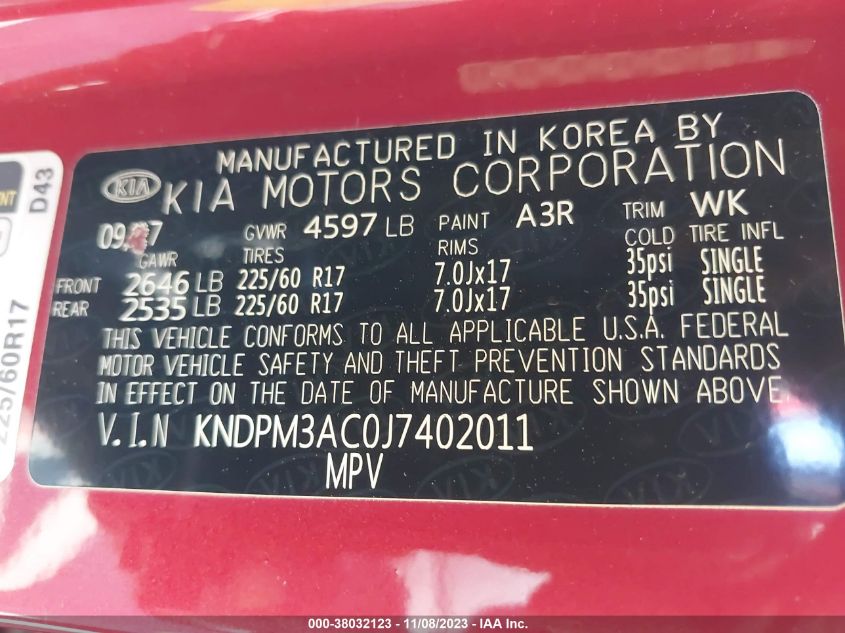 MANUFACTURED IN KOREA BY
KIA KIA MOTORS CORPORATION
GVWR 4597 LB PAINT A3R TRIM WK
GAWR TIRES RIMS COLD TIRE INFL
FRONT 2646 LB 225/60 R17 7.0Jx17 35psi SINGLE
REAR 2535 LB 225/60 R17 7.0Jx17 35psi SINGLE
THIS VEHICLE CONFORMS TO ALL APPLICABLE U.S.A. FEDERAL
MOTOR VEHICLE SAFETY AND THEFT PREVENTION STANDARDS
IN EFFECT ON THE DATE OF MANUFACTURE SHOWN ABOVE
V.I.N KNDPM3AC0J7402011
MPV
D43
225/60R17
000-38032123 - 11/08/2023 - IAA Inc.